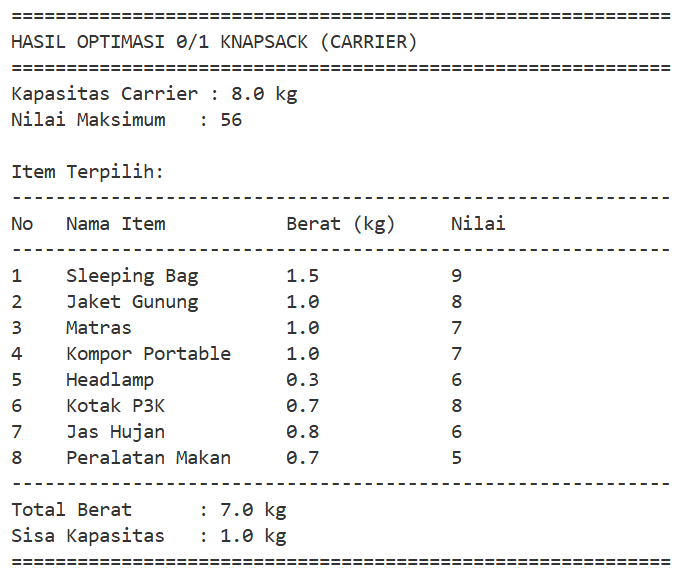 ============================================================
HASIL OPTIMASI 0/1 KNAPSACK (CARRIER)
============================================================
Kapasitas Carrier : 8.0 kg
Nilai Maksimum   : 56
Item Terpilih:
------------------------------------------------------------
No   Nama Item           Berat (kg)     Nilai
------------------------------------------------------------
1    Sleeping Bag        1.5            9
2    Jaket Gunung        1.0            8
3    Matras              1.0            7
4    Kompor Portable     1.0            7
5    Headlamp            0.3            6
6    Kotak P3K           0.7            8
7    Jas Hujan           0.8            6
8    Peralatan Makan     0.7            5
------------------------------------------------------------
Total Berat      : 7.0 kg
Sisa Kapasitas   : 1.0 kg
============================================================